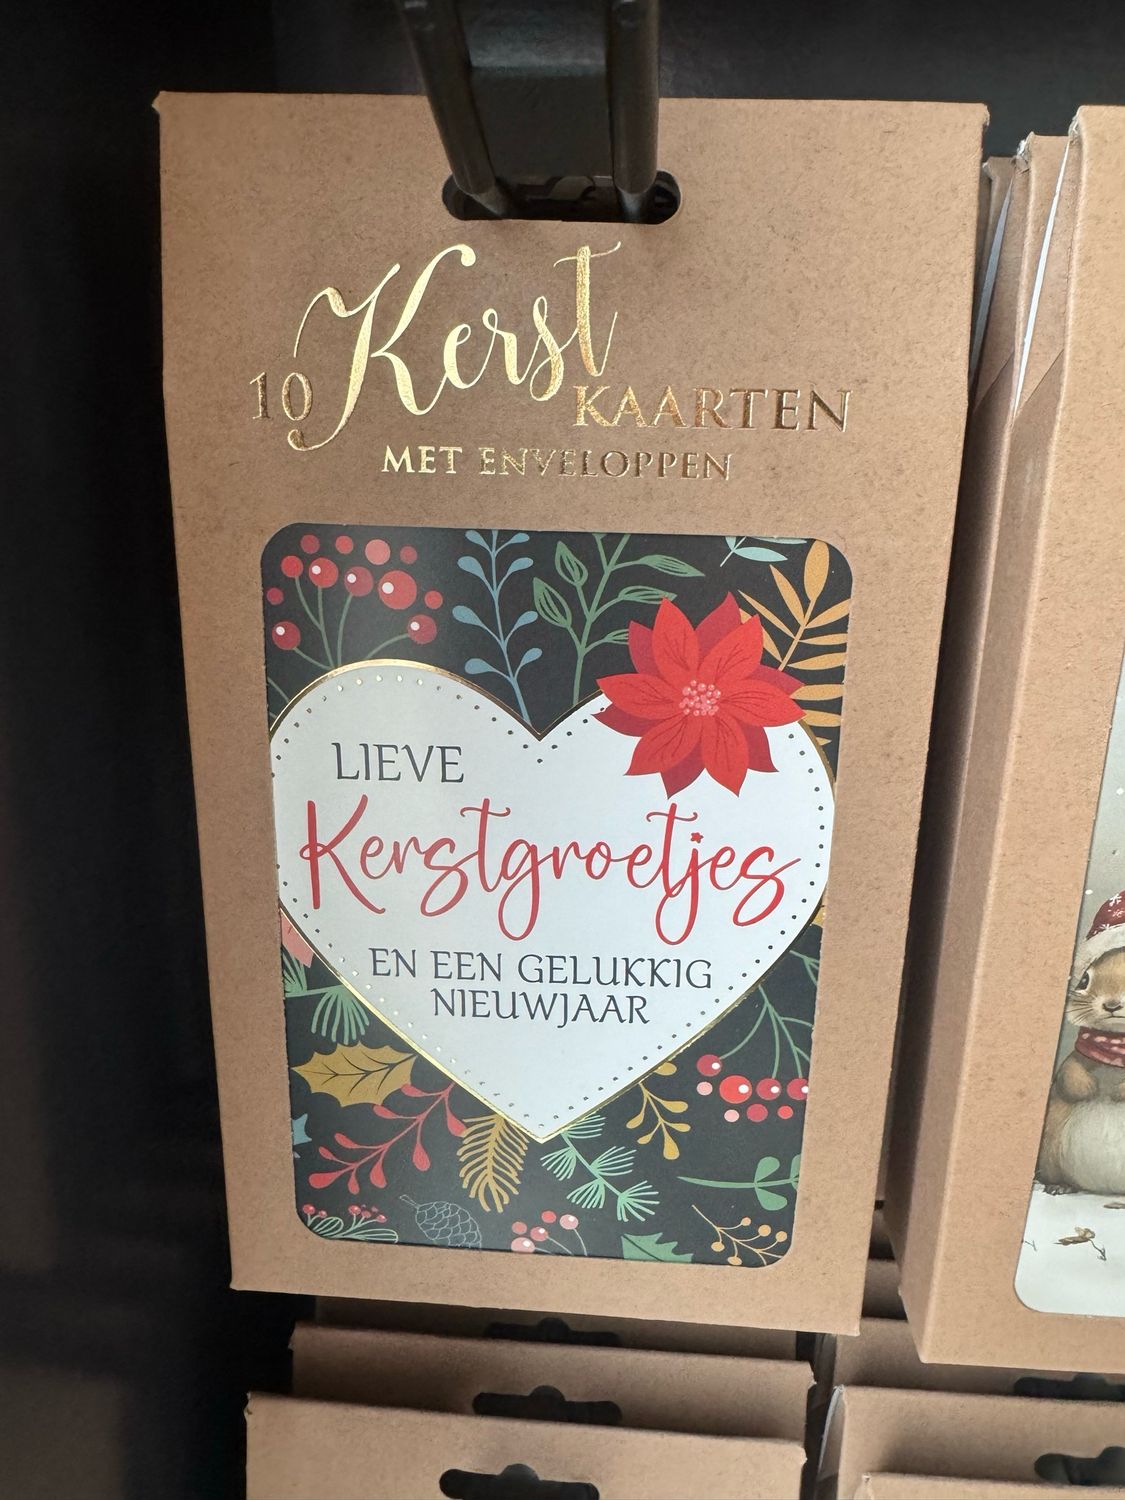 10 Kerst
KAARTEN
MET ENVELOPPEN
LIEVE
Kerstgroetjes
EN EEN GELUKKIG
NIEUWJAAR